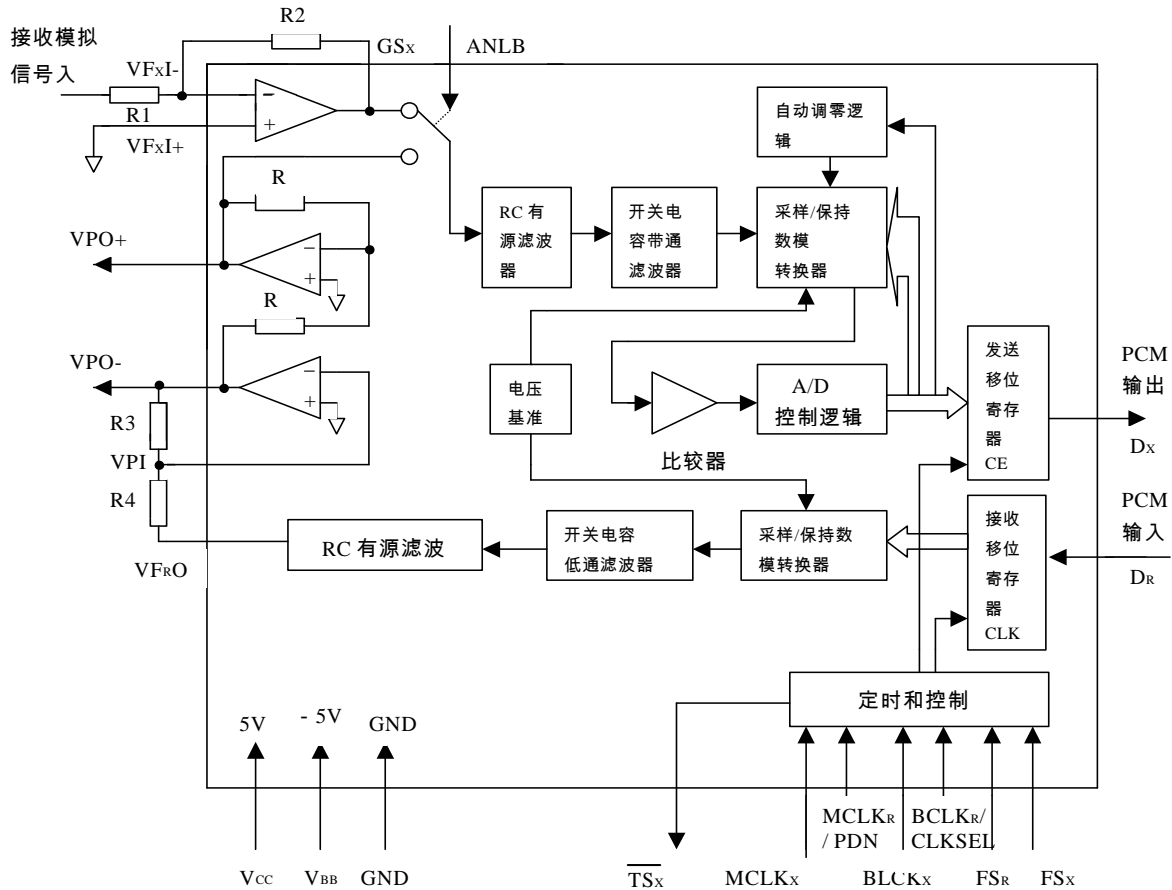 接收模拟
信号入
R2
GSX
ANLB
VFXI-
R1
VFXI+
自动调零逻
辑
R
RC 有
源滤波
器
开关电
容带通
滤波器
采样/保持
数模
转换器
VPO+
R
VPO-
R3
VPI
R4
VFRO
电压
基准
比较器
A/D
控制逻辑
发送
移位
寄存
器
CE
PCM
输出
DX
RC 有源滤波
开关电容
低通滤波器
采样/保持数
模转换器
接收
移位
寄存
器
CLK
PCM
输入
DR
定时和控制
5V
- 5V
GND
VCC
VBB
GND
TSX
MCLKX
MCLKR
/ PDN
BLCKX
BCLKR/
CLKSEL
FSR
FSX